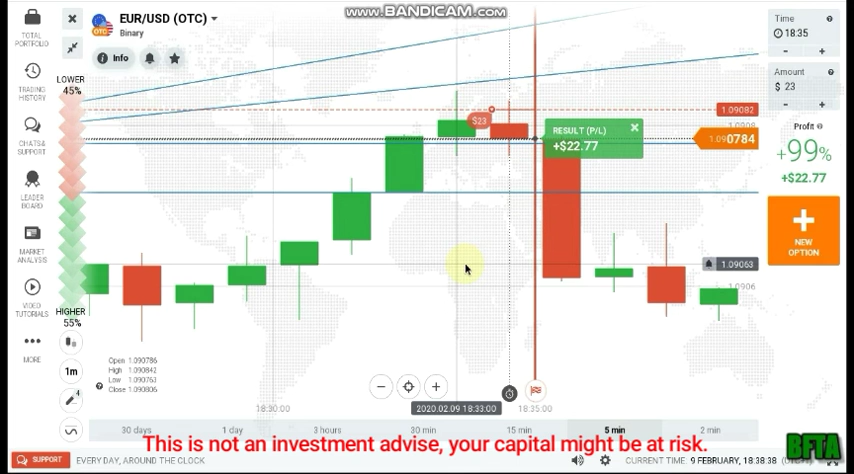 WWW.BANDICAM.COM
TOTAL
PORTFOLIO
TRADING
HISTORY
CHATS &
SUPPORT
LEADER
BOARD
MARKET
ANALYSIS
VIDEO
TUTORIALS
MORE
EUR/USD (OTC)
Binary
Info
LOWER
45%
HIGHER
55%
1m
4
$23
RESULT (P/L)
+$22.77
1.09082
1.0908
1.090784
1.09063
1.0906
Open 1.090786
High 1.090842
Low 1.090763
Close 1.090806
18:30:00
2020.02.09 18:33:00
18:35:00
30 days
1 day
3 hours
30 min
15 min
5 min
2 min
Time
18:35
- +
Amount
$ 23
- +
Profit
+99%
+$22.77
NEW
OPTION
This is not an investment advise, your capital might be at risk.
BFTA
SUPPORT
EVERY DAY, AROUND THE CLOCK
CURRENT TIME: 9 FEBRUARY, 18:38:38